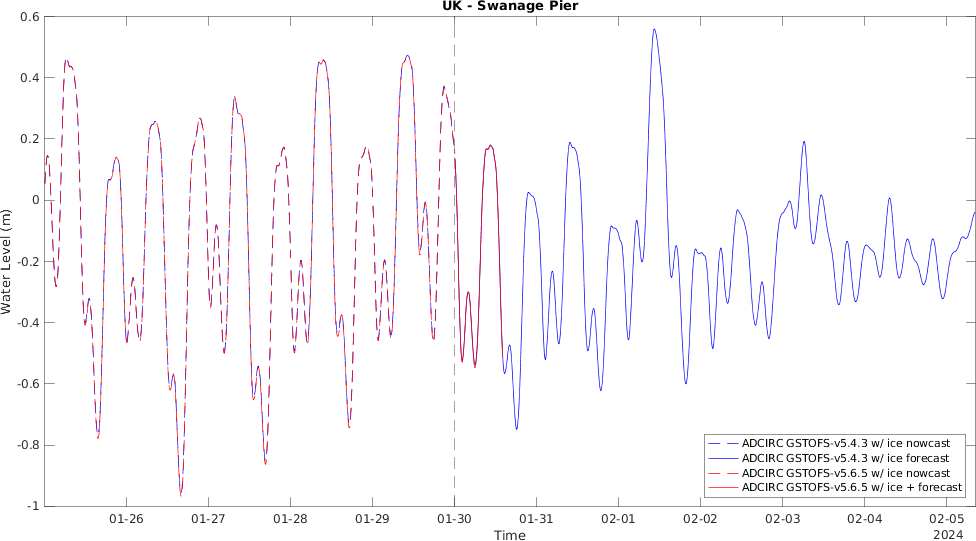 UK - Swanage Pier
0.6
0.4
0.2
0
-0.2
-0.4
-0.6
-0.8
-1
Water Level (m)
ADCIRC GSTOFS-v5.4.3 w/ ice nowcast
ADCIRC GSTOFS-v5.4.3 w/ ice forecast
ADCIRC GSTOFS-v5.6.5 w/ ice nowcast
ADCIRC GSTOFS-v5.6.5 w/ ice + forecast
01-26 01-27 01-28 01-29 01-30 01-31 02-01 02-02 02-03 02-04 02-05
Time
2024